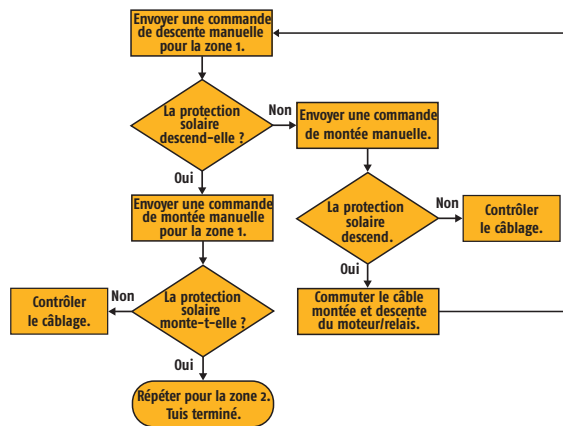 Envoyer une commande
de descente manuelle
pour la zone 1.
La protection
solaire
descend-elle ?
Non
Envoyer une commande
de montée manuelle.
Oui
Envoyer une commande
de montée manuelle
pour la zone 1.
La protection
solaire
descend.
Non
Contrôler
le câblage.
Oui
Contrôler
le câblage.
Non
La protection
solaire
monte-t-elle ?
Commuter le câble
montée et descente
du moteur/relais.
Oui
Répéter pour la zone 2.
Tuis terminé.